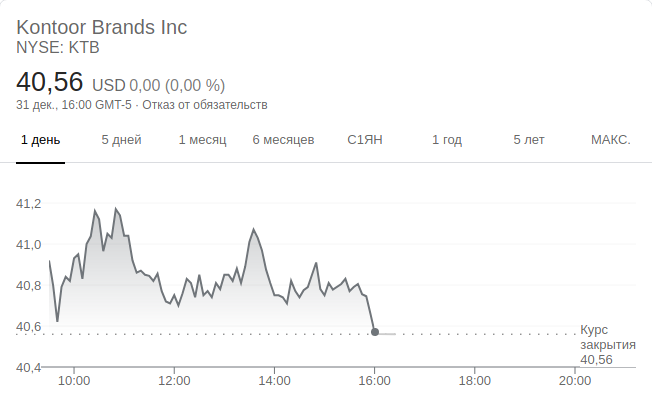 Kontoor Brands Inc
NYSE: KTB
40,56 USD 0,00 (0,00 %)
31 дек., 16:00 GMT-5 · Отказ от обязательств
1 день 5 дней 1 месяц 6 месяцев С1ЯН 1 год 5 лет МАКС.
41,2
41,0
40,8
40,6
Курс
закрытия
40,56
40,4
10:00 12:00 14:00 16:00 18:00 20:00